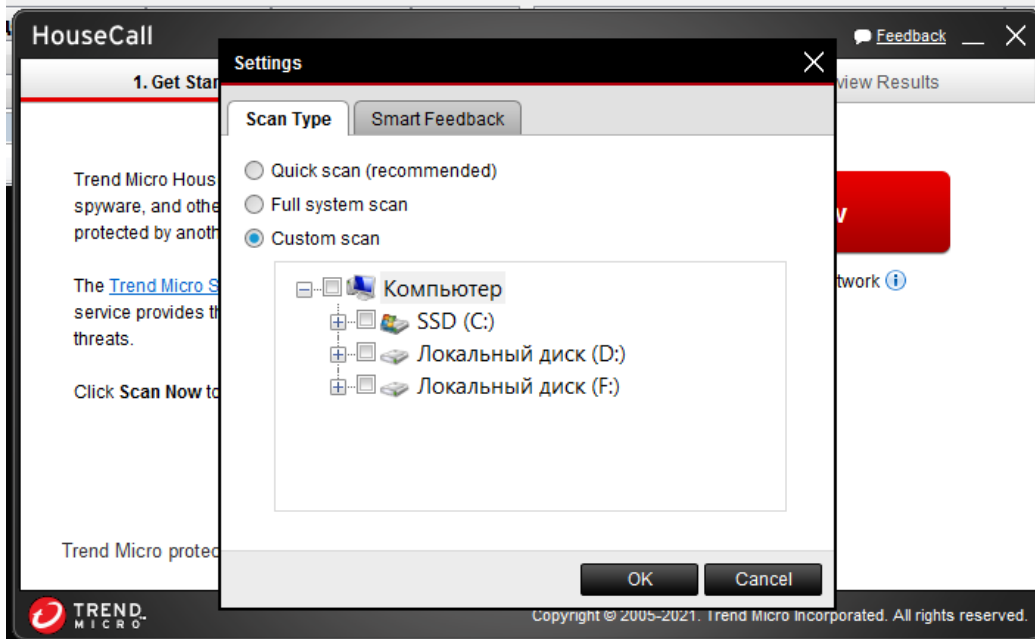 HouseCall
Feedback
Settings
1. Get Star
view Results
Scan Type
Smart Feedback
Quick scan (recommended)
Full system scan
Custom scan
Trend Micro Hous
spyware, and othe
protected by anoth
The Trend Micro S
service provides th
threats.
Click Scan Now to
twork
Компьютер
SSD (C:)
Локальный диск (D:)
Локальный диск (F:)
Trend Micro protec
OK
Cancel
TREND
MICRO
Copyright © 2005-2021. Trend Micro Incorporated. All rights reserved.